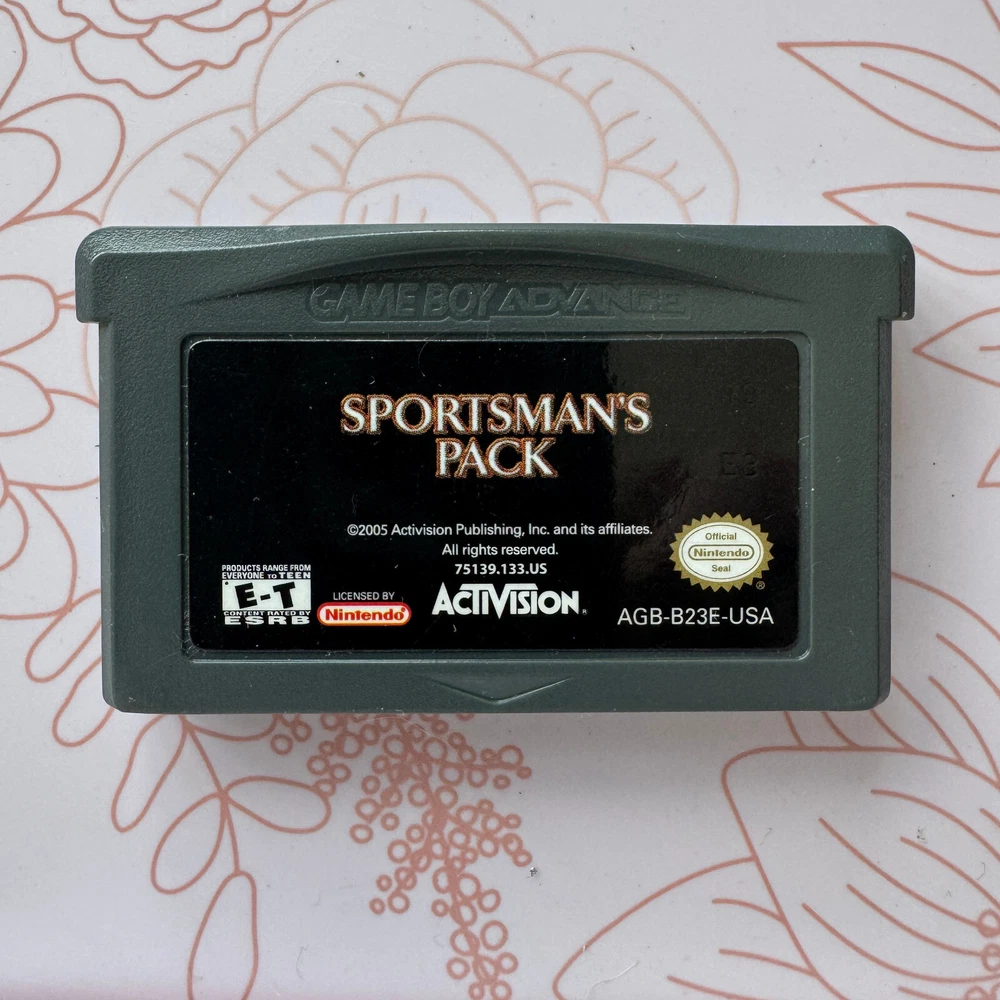 GAME BOY ADVANCE
SPORTSMAN'S
PACK
©2005 Activision Publishing, Inc. and its affiliates.
All rights reserved.
75139.133.US
PRODUCTS RANGE FROM
EVERYONE TO TEEN
E-T
CONTENT RATED BY
ESRB
LICENSED BY
Nintendo®
ACTIVISION®
Official
Nintendo
Seal
®
AGB-B23E-USA